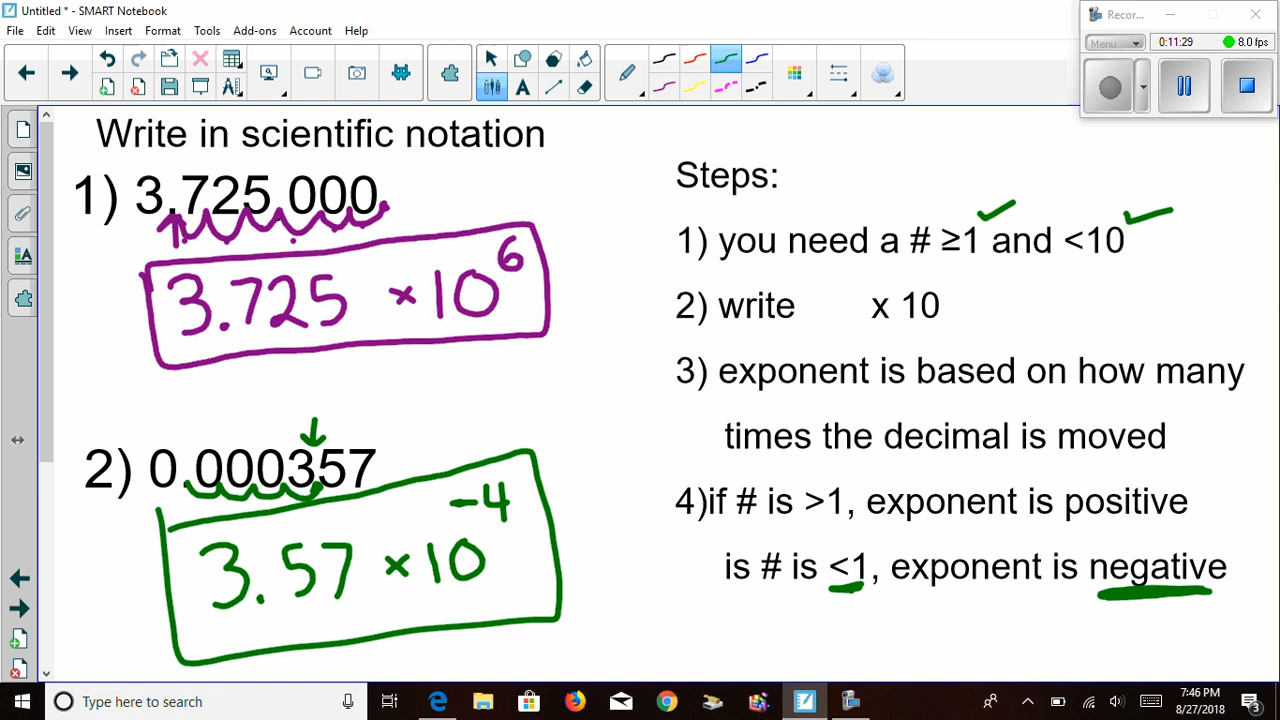 Untitled * - SMART Notebook
Recor...
File Edit View Insert Format Tools Add-ons Account Help
Menu
0:11:29
8.0 fps
Write in scientific notation
1) 3,725,000
3.725 ×10^6
2) 0.000357
3.57 ×10^-4
Steps:
1) you need a # ≥1 and <10
2) write x 10
3) exponent is based on how many
times the decimal is moved
4)if # is >1, exponent is positive
is # is <1, exponent is negative
Type here to search
7:46 PM
8/27/2018
3